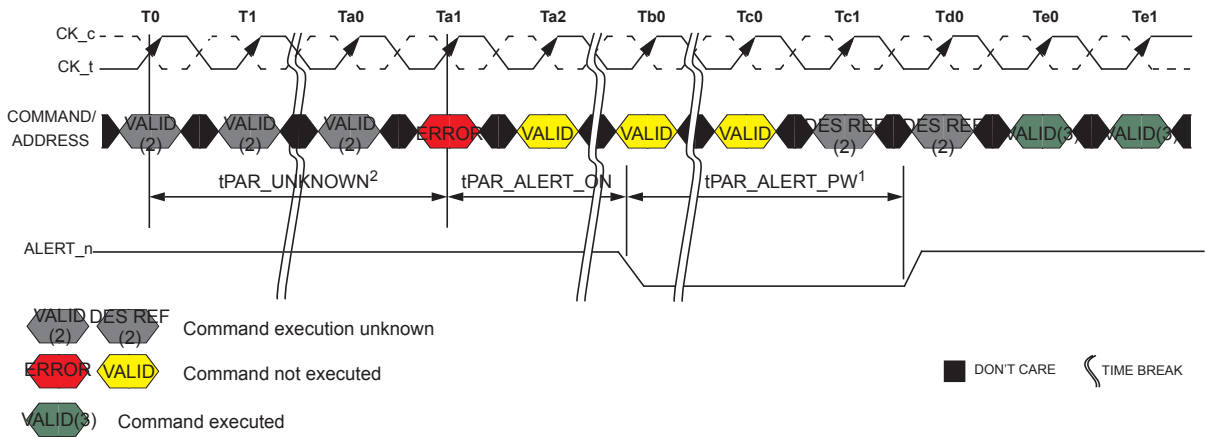 T0 T1 Ta0 Ta1 Ta2 Tb0 Tc0 Tc1 Td0 Te0 Te1
CK_c
CK_t
COMMAND/
ADDRESS
VALID (2) VALID (2) VALID (2) ERROR VALID VALID VALID DES REF (2) DES REF (2) VALID(3) VALID(3)
tPAR_UNKNOWN² tPAR_ALERT_ON tPAR_ALERT_PW¹
ALERT_n
VALID (2) DES REF (2) Command execution unknown
ERROR VALID Command not executed
DON'T CARE TIME BREAK
VALID(3) Command executed